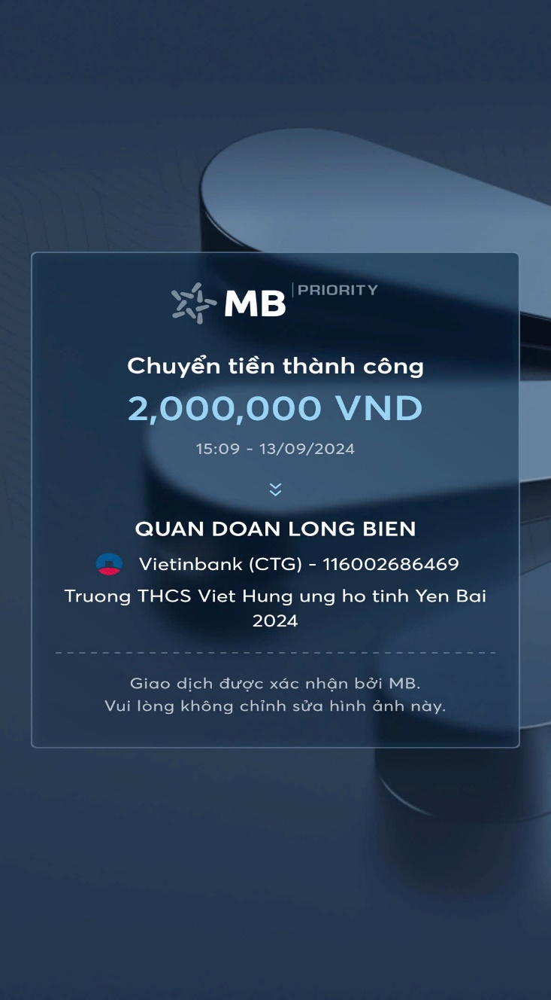 MB PRIORITY
Chuyển tiền thành công
2,000,000 VND
15:09 - 13/09/2024
QUAN DOAN LONG BIEN
Vietinbank (CTG) - 116002686469
Truong THCS Viet Hung ung ho tinh Yen Bai
2024
Giao dịch được xác nhận bởi MB.
Vui lòng không chỉnh sửa hình ảnh này.